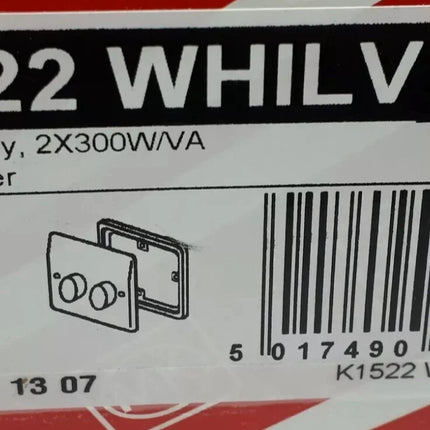 22 WHILV
y, 2X300W/VA
er
5 017490
13 07
K1522 W